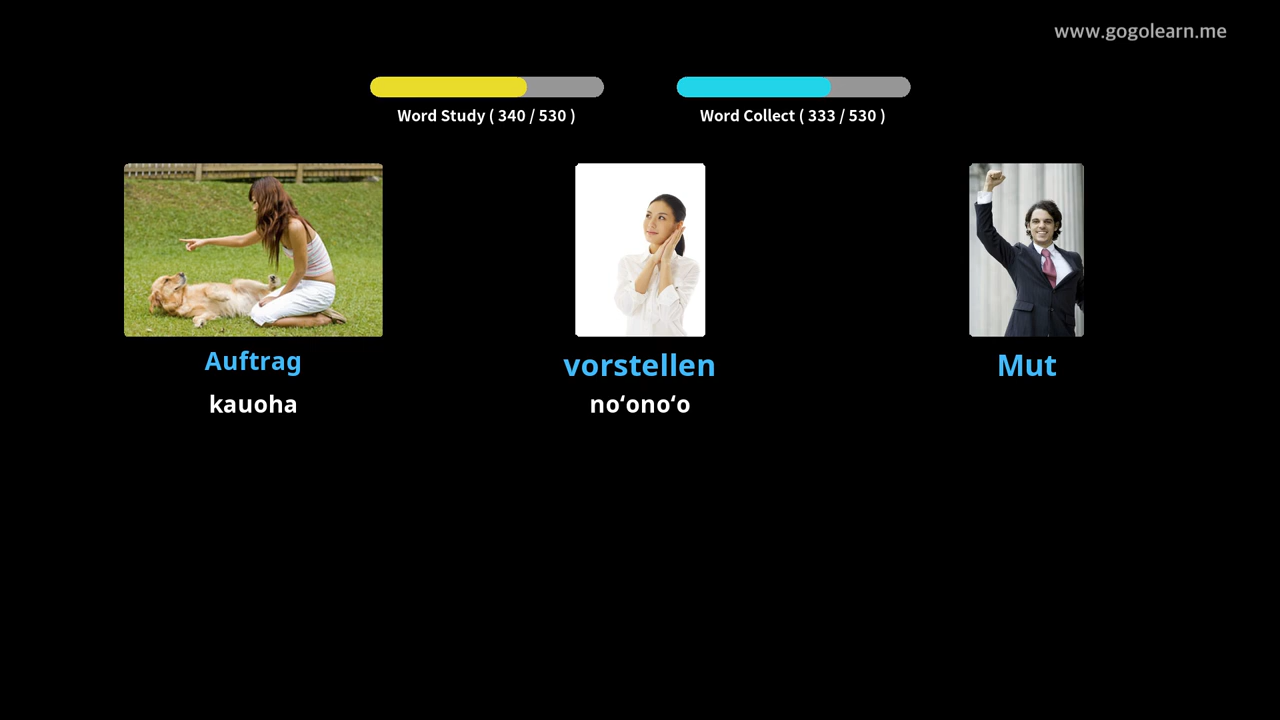 www.gogolearn.me
Word Study ( 340 / 530 )
Word Collect ( 333 / 530 )
Auftrag
vorstellen
Mut
kauoha
noʻonoʻo